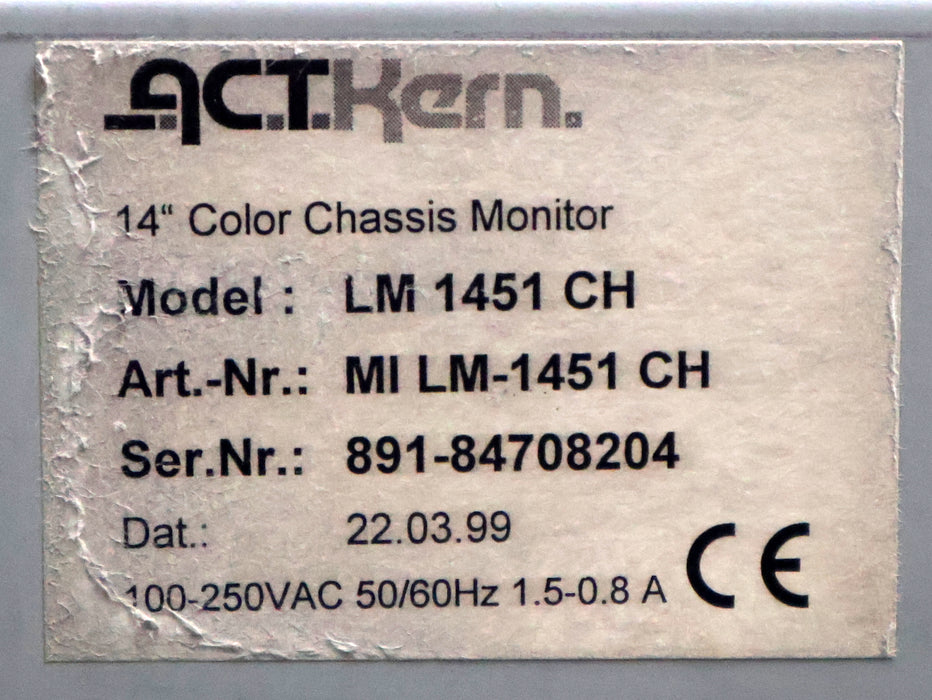 A.C.T.Kern.
14“ Color Chassis Monitor
Model : LM 1451 CH
Art.-Nr.: MI LM-1451 CH
Ser.Nr.: 891-84708204
Dat.: 22.03.99
100-250VAC 50/60Hz 1.5-0.8 A CE